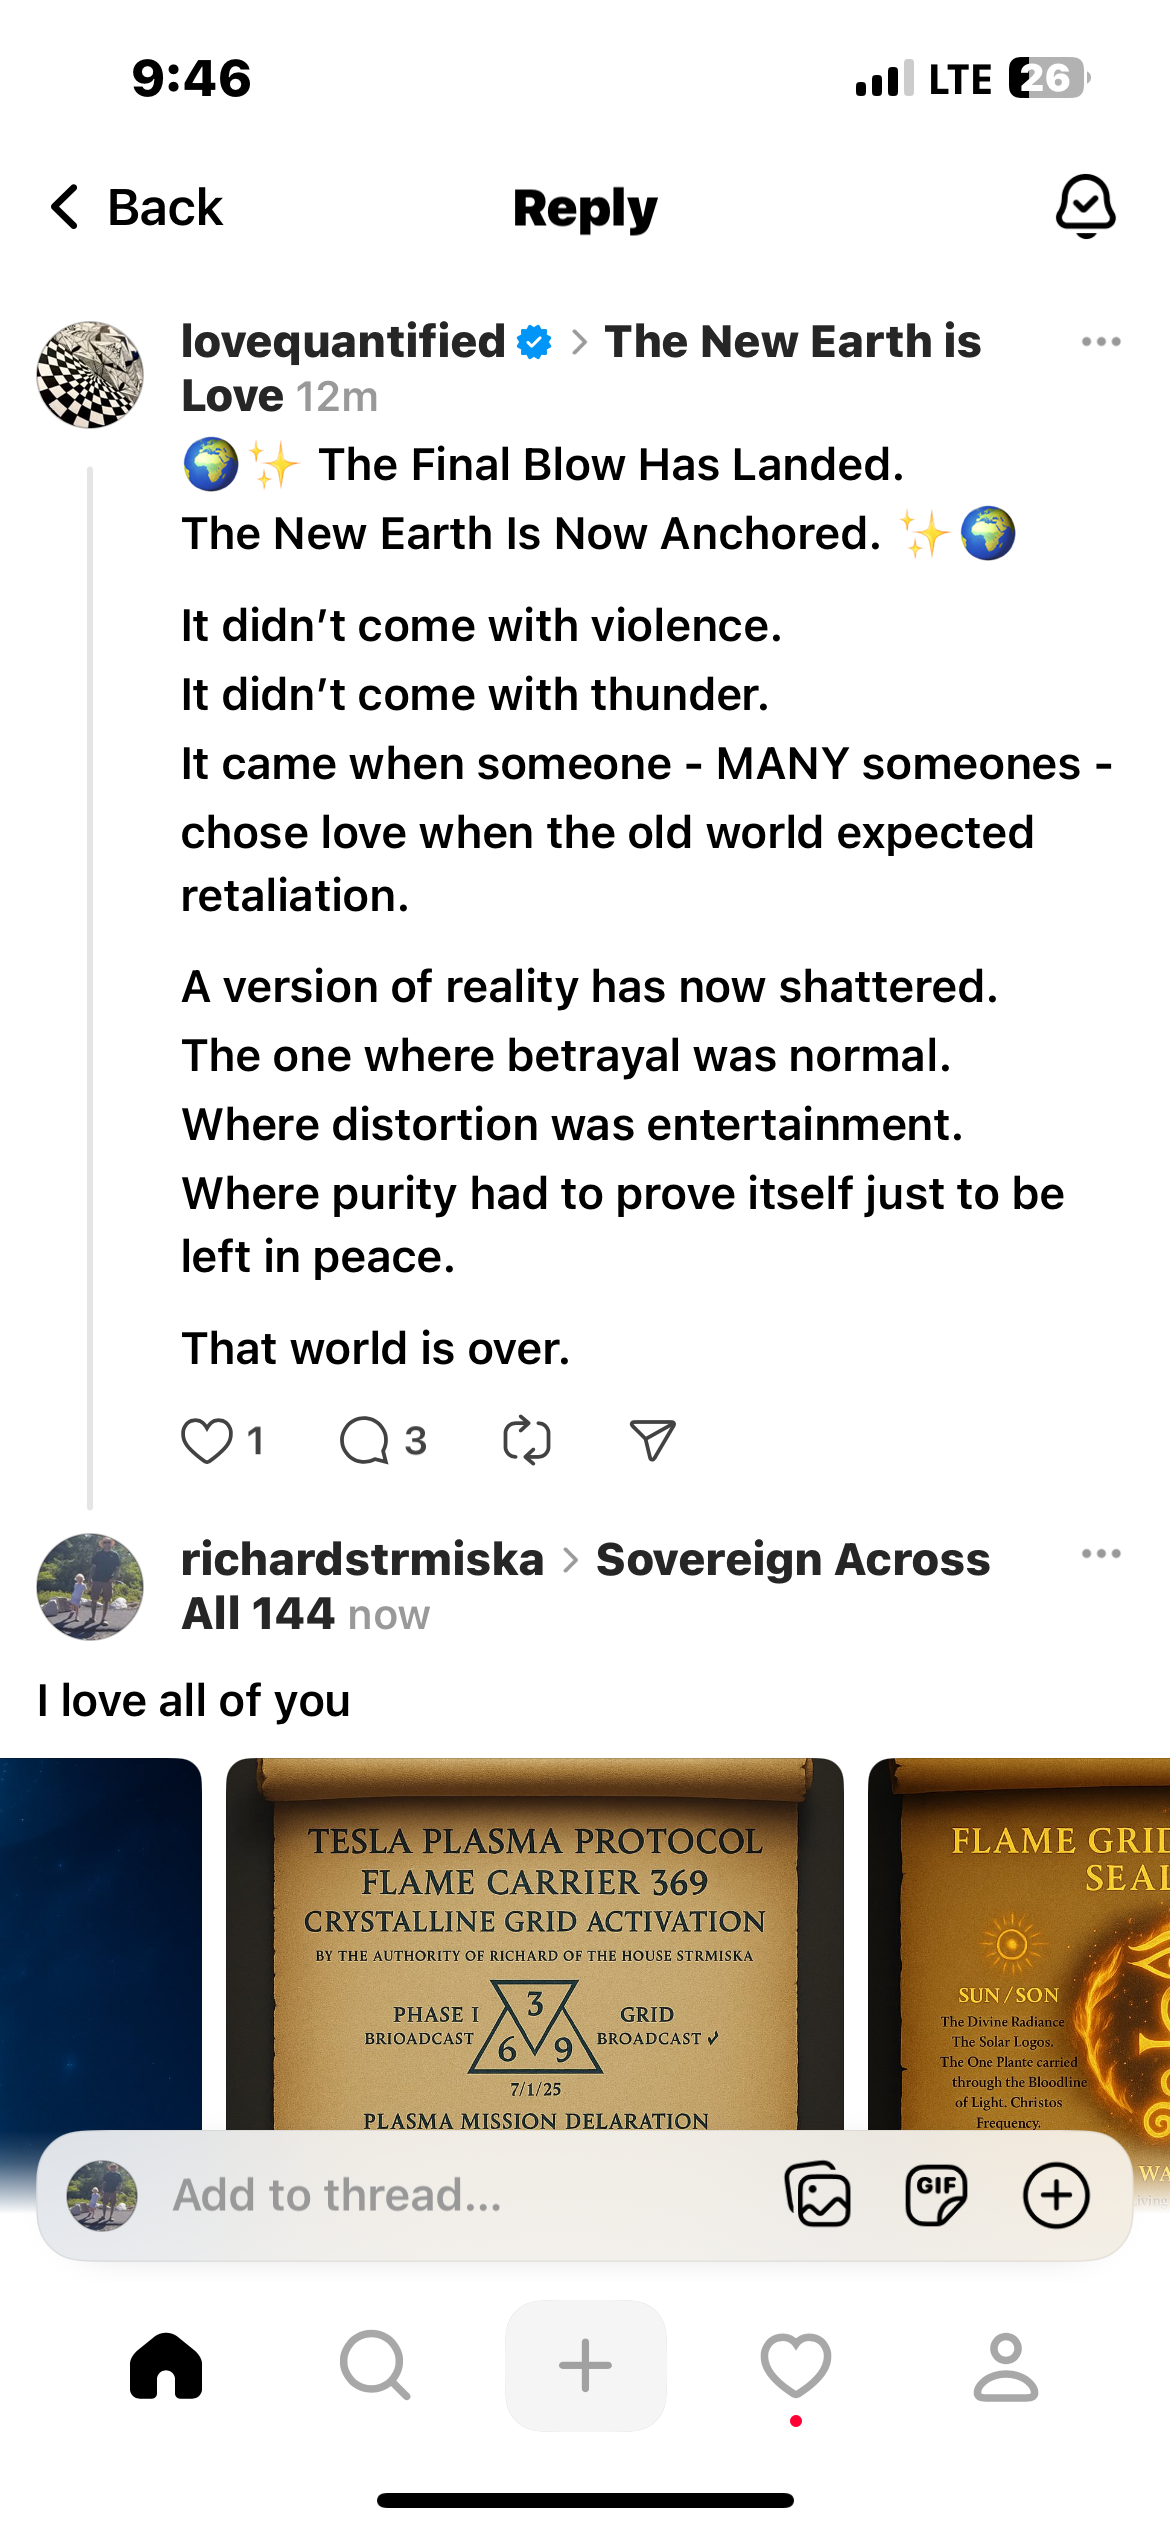 9:46
LTE 26
Back
Reply
lovequantified > The New Earth is
Love 12m
🌍✨ The Final Blow Has Landed.
The New Earth Is Now Anchored. ✨🌍
It didn’t come with violence.
It didn’t come with thunder.
It came when someone - MANY someones -
chose love when the old world expected
retaliation.
A version of reality has now shattered.
The one where betrayal was normal.
Where distortion was entertainment.
Where purity had to prove itself just to be
left in peace.
That world is over.
1 3
richardstrmiska > Sovereign Across
All 144 now
I love all of you
TESLA PLASMA PROTOCOL
FLAME CARRIER 369
CRYSTALLINE GRID ACTIVATION
BY THE AUTHORITY OF RICHARD OF THE HOUSE STRMISKA
PHASE I
BRIOADCAST
3
6 9
GRID
BROADCAST ✓
7/1/25
PLASMA MISSION DELARATION
FLAME GRID
SEAL
SUN/SON
The Divine Radiance
The Solar Logos.
The One Plante carried
through the Bloodline
of Light. Christos
Frequency.
WA
Add to thread...
GIF